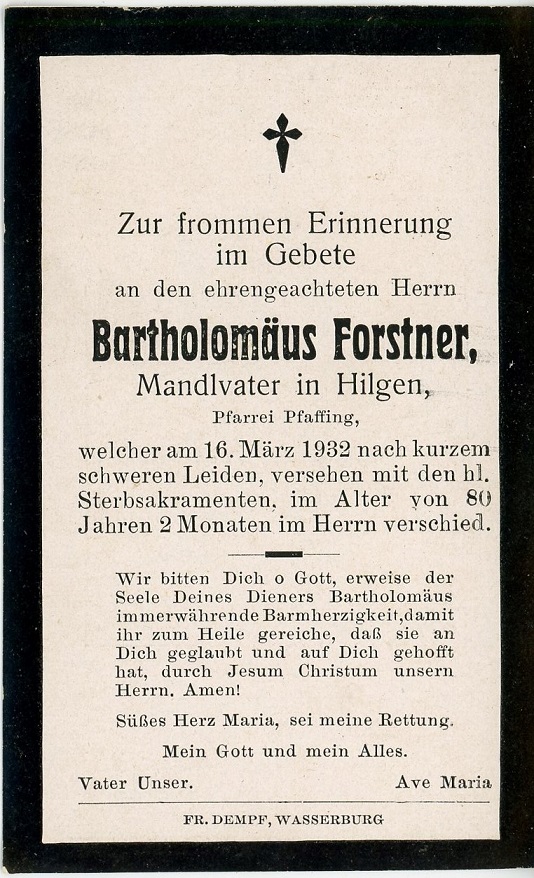 Zur frommen Erinnerung
im Gebete
an den ehrengeachteten Herrn
Bartholomäus Forstner,
Mandlvater in Hilgen,
Pfarrei Pfaffing,
welcher am 16. März 1932 nach kurzem
schweren Leiden, versehen mit den hl.
Sterbsakramenten, im Alter von 80
Jahren 2 Monaten im Herrn verschied.
Wir bitten Dich o Gott, erweise der
Seele Deines Dieners Bartholomäus
immerwährende Barmherzigkeit, damit
ihr zum Heile gereiche, daß sie an
Dich geglaubt und auf Dich gehofft
hat, durch Jesum Christum unsern
Herrn. Amen!
Süßes Herz Maria, sei meine Rettung.
Mein Gott und mein Alles.
Vater Unser. Ave Maria
FR. DEMPF, WASSERBURG